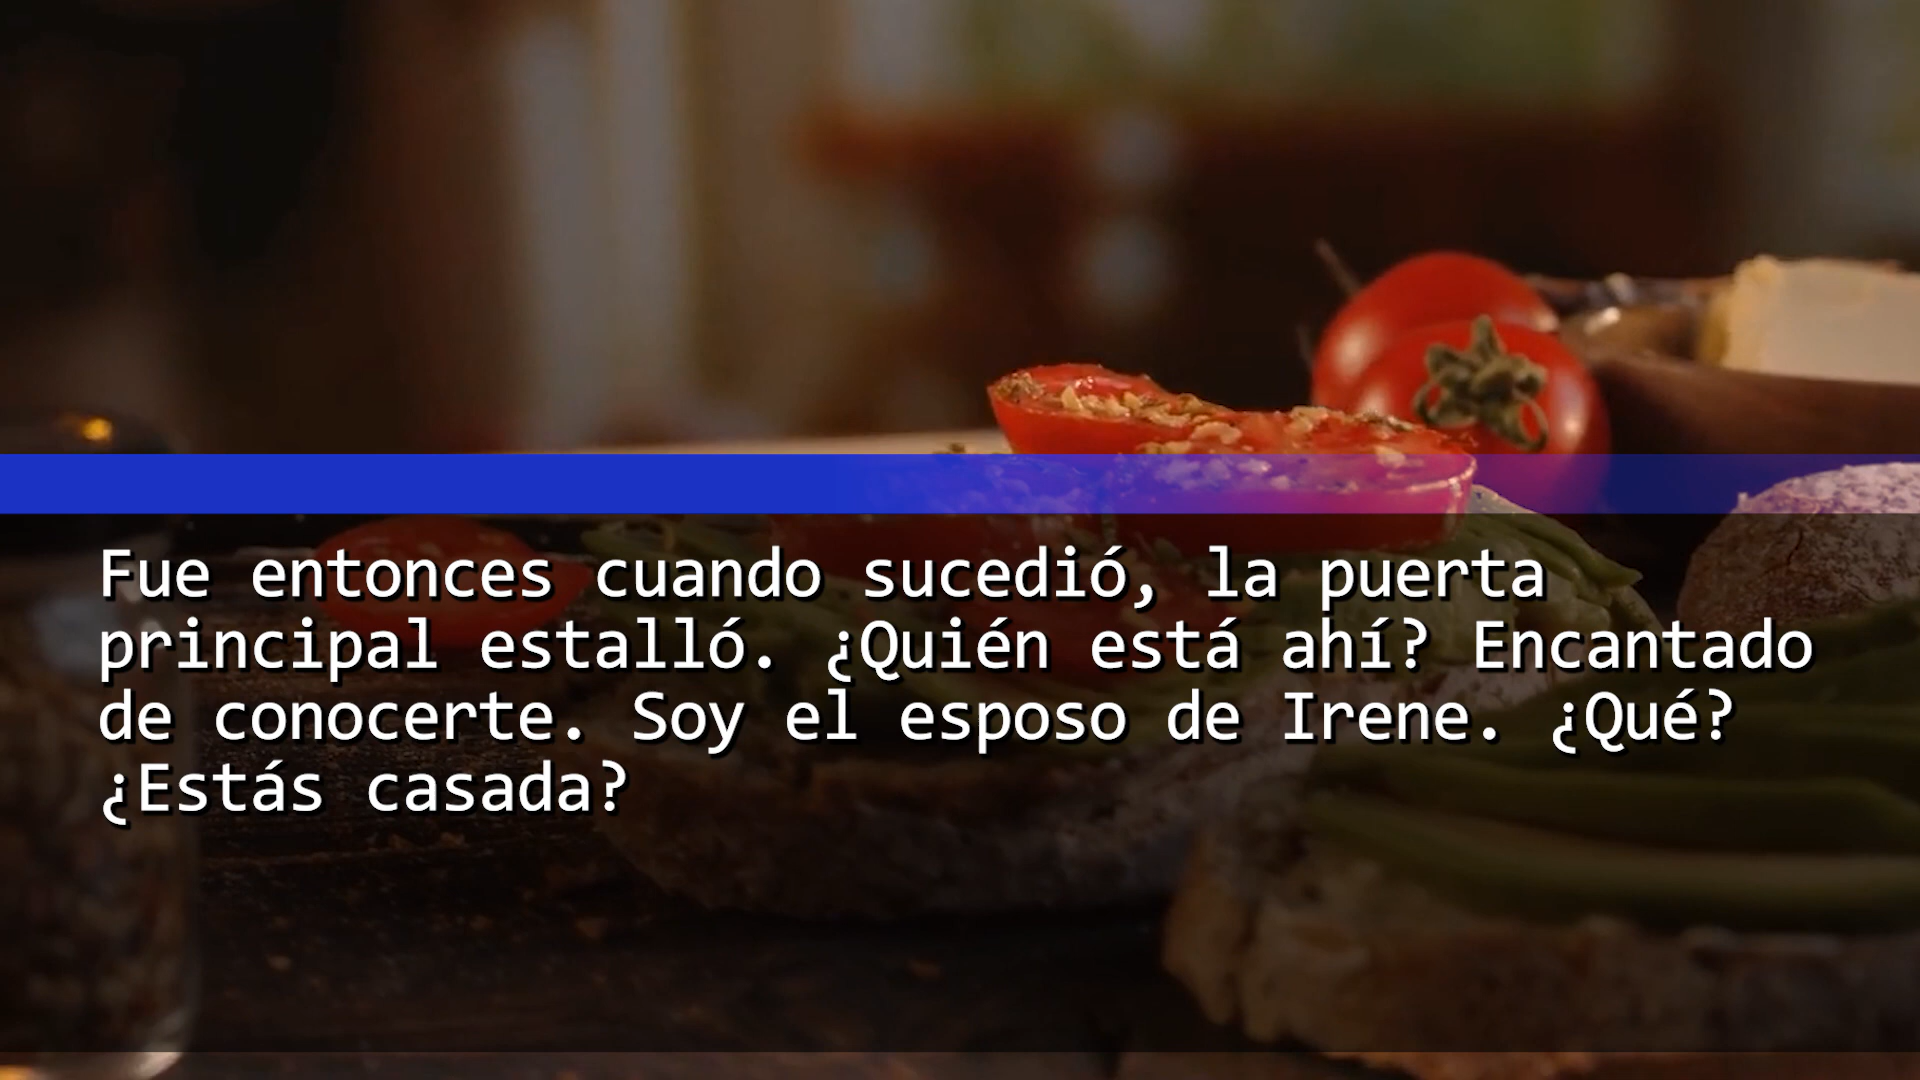 Fue entonces cuando sucedió, la puerta
principal estalló. ¿Quién está ahí? Encantado
de conocerte. Soy el esposo de Irene. ¿Qué?
¿Estás casada?